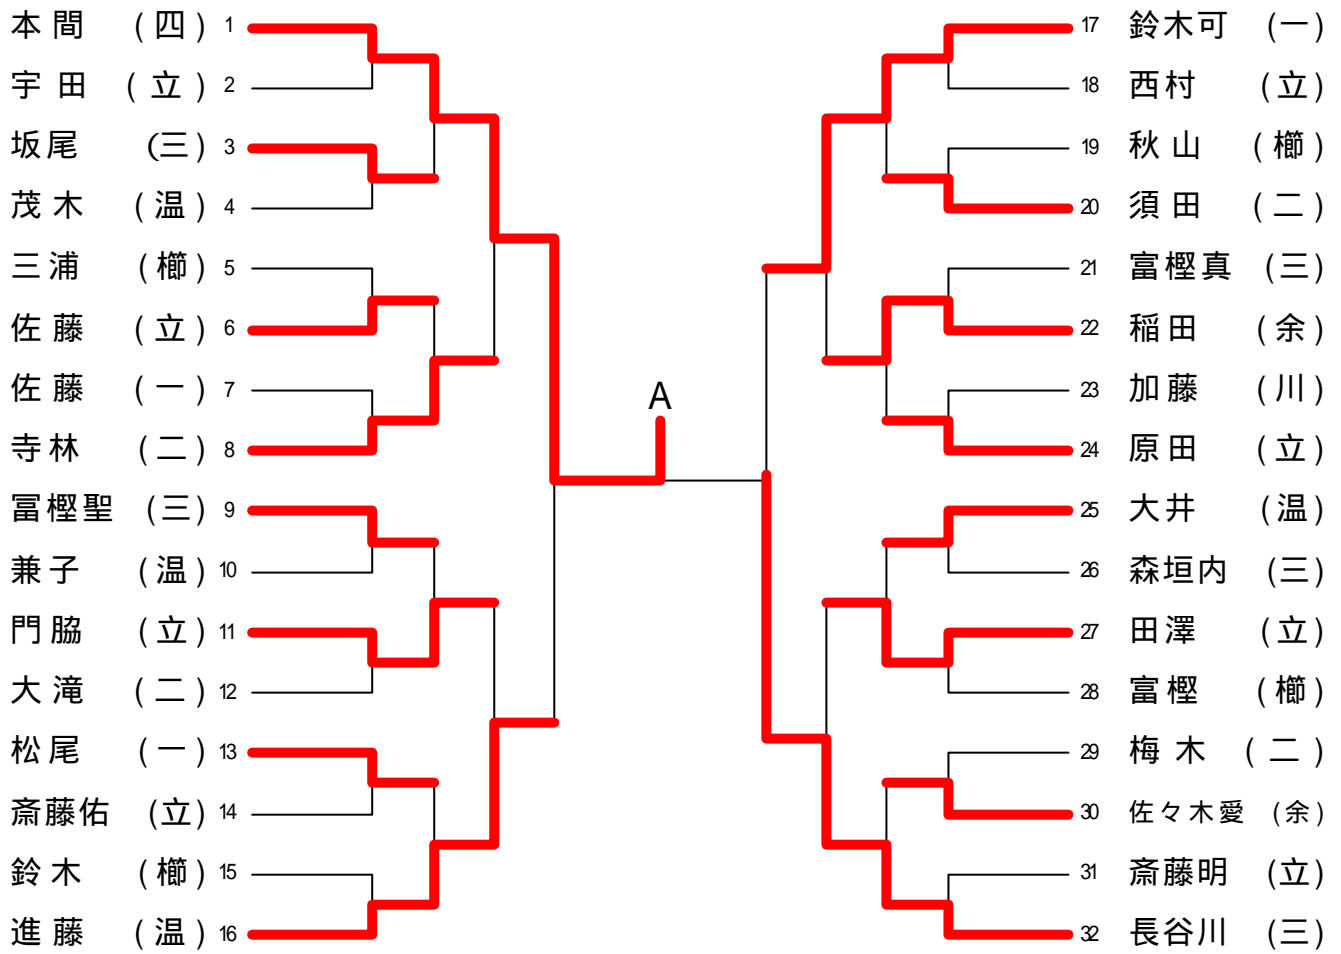 本間 (四) 1
宇田 (立) 2
坂尾 (三) 3
茂木 (温) 4
三浦 (櫛) 5
佐藤 (立) 6
佐藤 (一) 7
寺林 (二) 8
冨樫聖 (三) 9
兼子 (温) 10
門脇 (立) 11
大滝 (二) 12
松尾 (一) 13
斎藤佑 (立) 14
鈴木 (櫛) 15
進藤 (温) 16
A
17 鈴木可 (一)
18 西村 (立)
19 秋山 (櫛)
20 須田 (二)
21 富樫真 (三)
22 稲田 (余)
23 加藤 (川)
24 原田 (立)
25 大井 (温)
26 森垣内 (三)
27 田澤 (立)
28 富樫 (櫛)
29 梅木 (二)
30 佐々木愛 (余)
31 斎藤明 (立)
32 長谷川 (三)